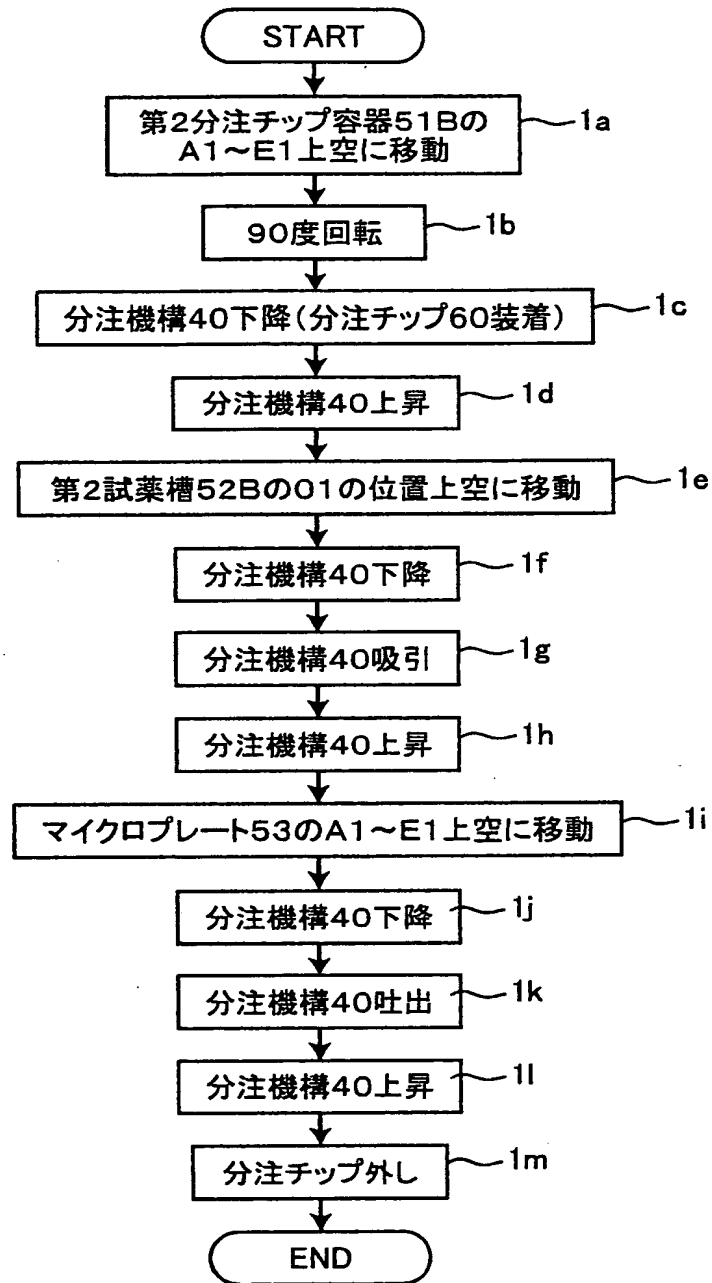 START
第2分注チップ容器51Bの
A1～E1上空に移動
1a
90度回転
1b
分注機構40下降(分注チップ60装着)
1c
分注機構40上昇
1d
第2試薬槽52Bの01の位置上空に移動
1e
分注機構40下降
1f
分注機構40吸引
1g
分注機構40上昇
1h
マイクロプレート53のA1～E1上空に移動
1i
分注機構40下降
1j
分注機構40吐出
1k
分注機構40上昇
1l
分注チップ外し
1m
END